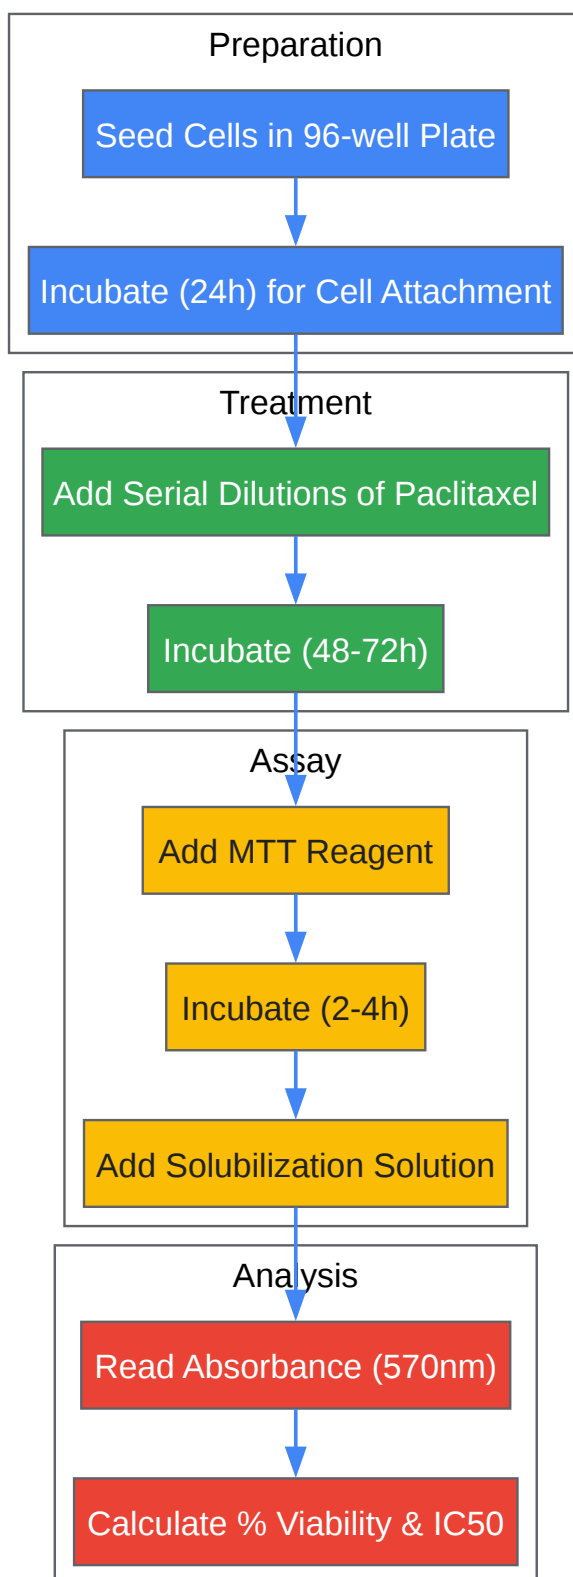 Preparation
Seed Cells in 96-well Plate
Incubate (24h) for Cell Attachment
Treatment
Add Serial Dilutions of Paclitaxel
Incubate (48-72h)
Assay
Add MTT Reagent
Incubate (2-4h)
Add Solubilization Solution
Analysis
Read Absorbance (570nm)
Calculate % Viability & IC50